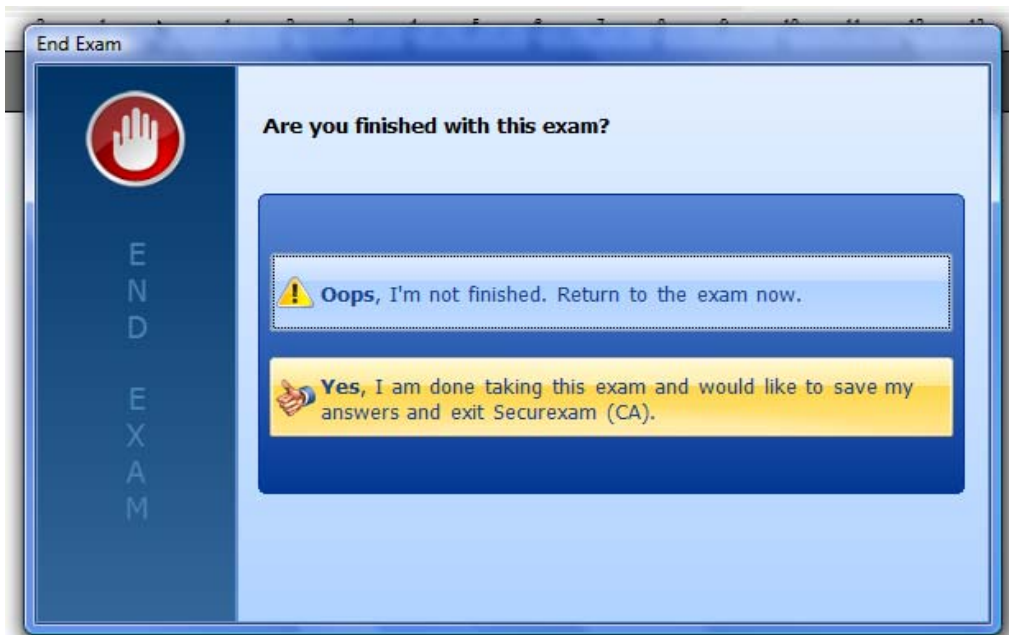 End Exam
Are you finished with this exam?
Oops, I'm not finished. Return to the exam now.
Yes, I am done taking this exam and would like to save my
answers and exit Securexam (CA).
E
N
D
E
X
A
M